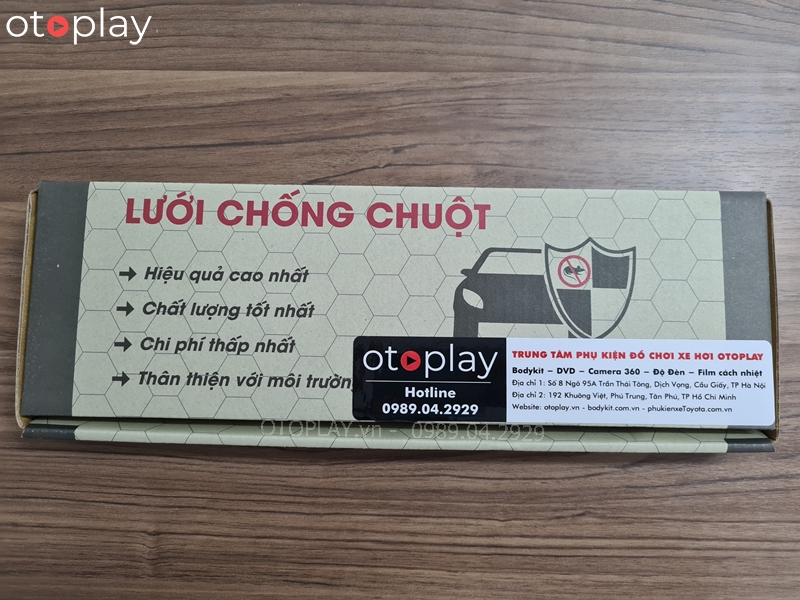 otoplay
LƯỚI CHỐNG CHUỘT
Hiệu quả cao nhất
Chất lượng tốt nhất
Chi phí thấp nhất
Thân thiện với môi trường
otoplay
Hotline
0989.04.2929
TRUNG TÂM PHỤ KIỆN ĐỒ CHƠI XE HƠI OTOPLAY
Bodykit – DVD – Camera 360 – Độ Đèn – Film cách nhiệt
Địa chỉ 1: Số 8 Ngõ 95A Trần Thái Tông, Dịch Vọng, Cầu Giấy, TP Hà Nội
Địa chỉ 2: 192 Khuông Việt, Phú Trung, Tân Phú, TP Hồ Chí Minh
Website: otoplay.vn - bodykit.com.vn - phukienxeToyota.com.vn
OTOPLAY.vn - 0989.04.2929